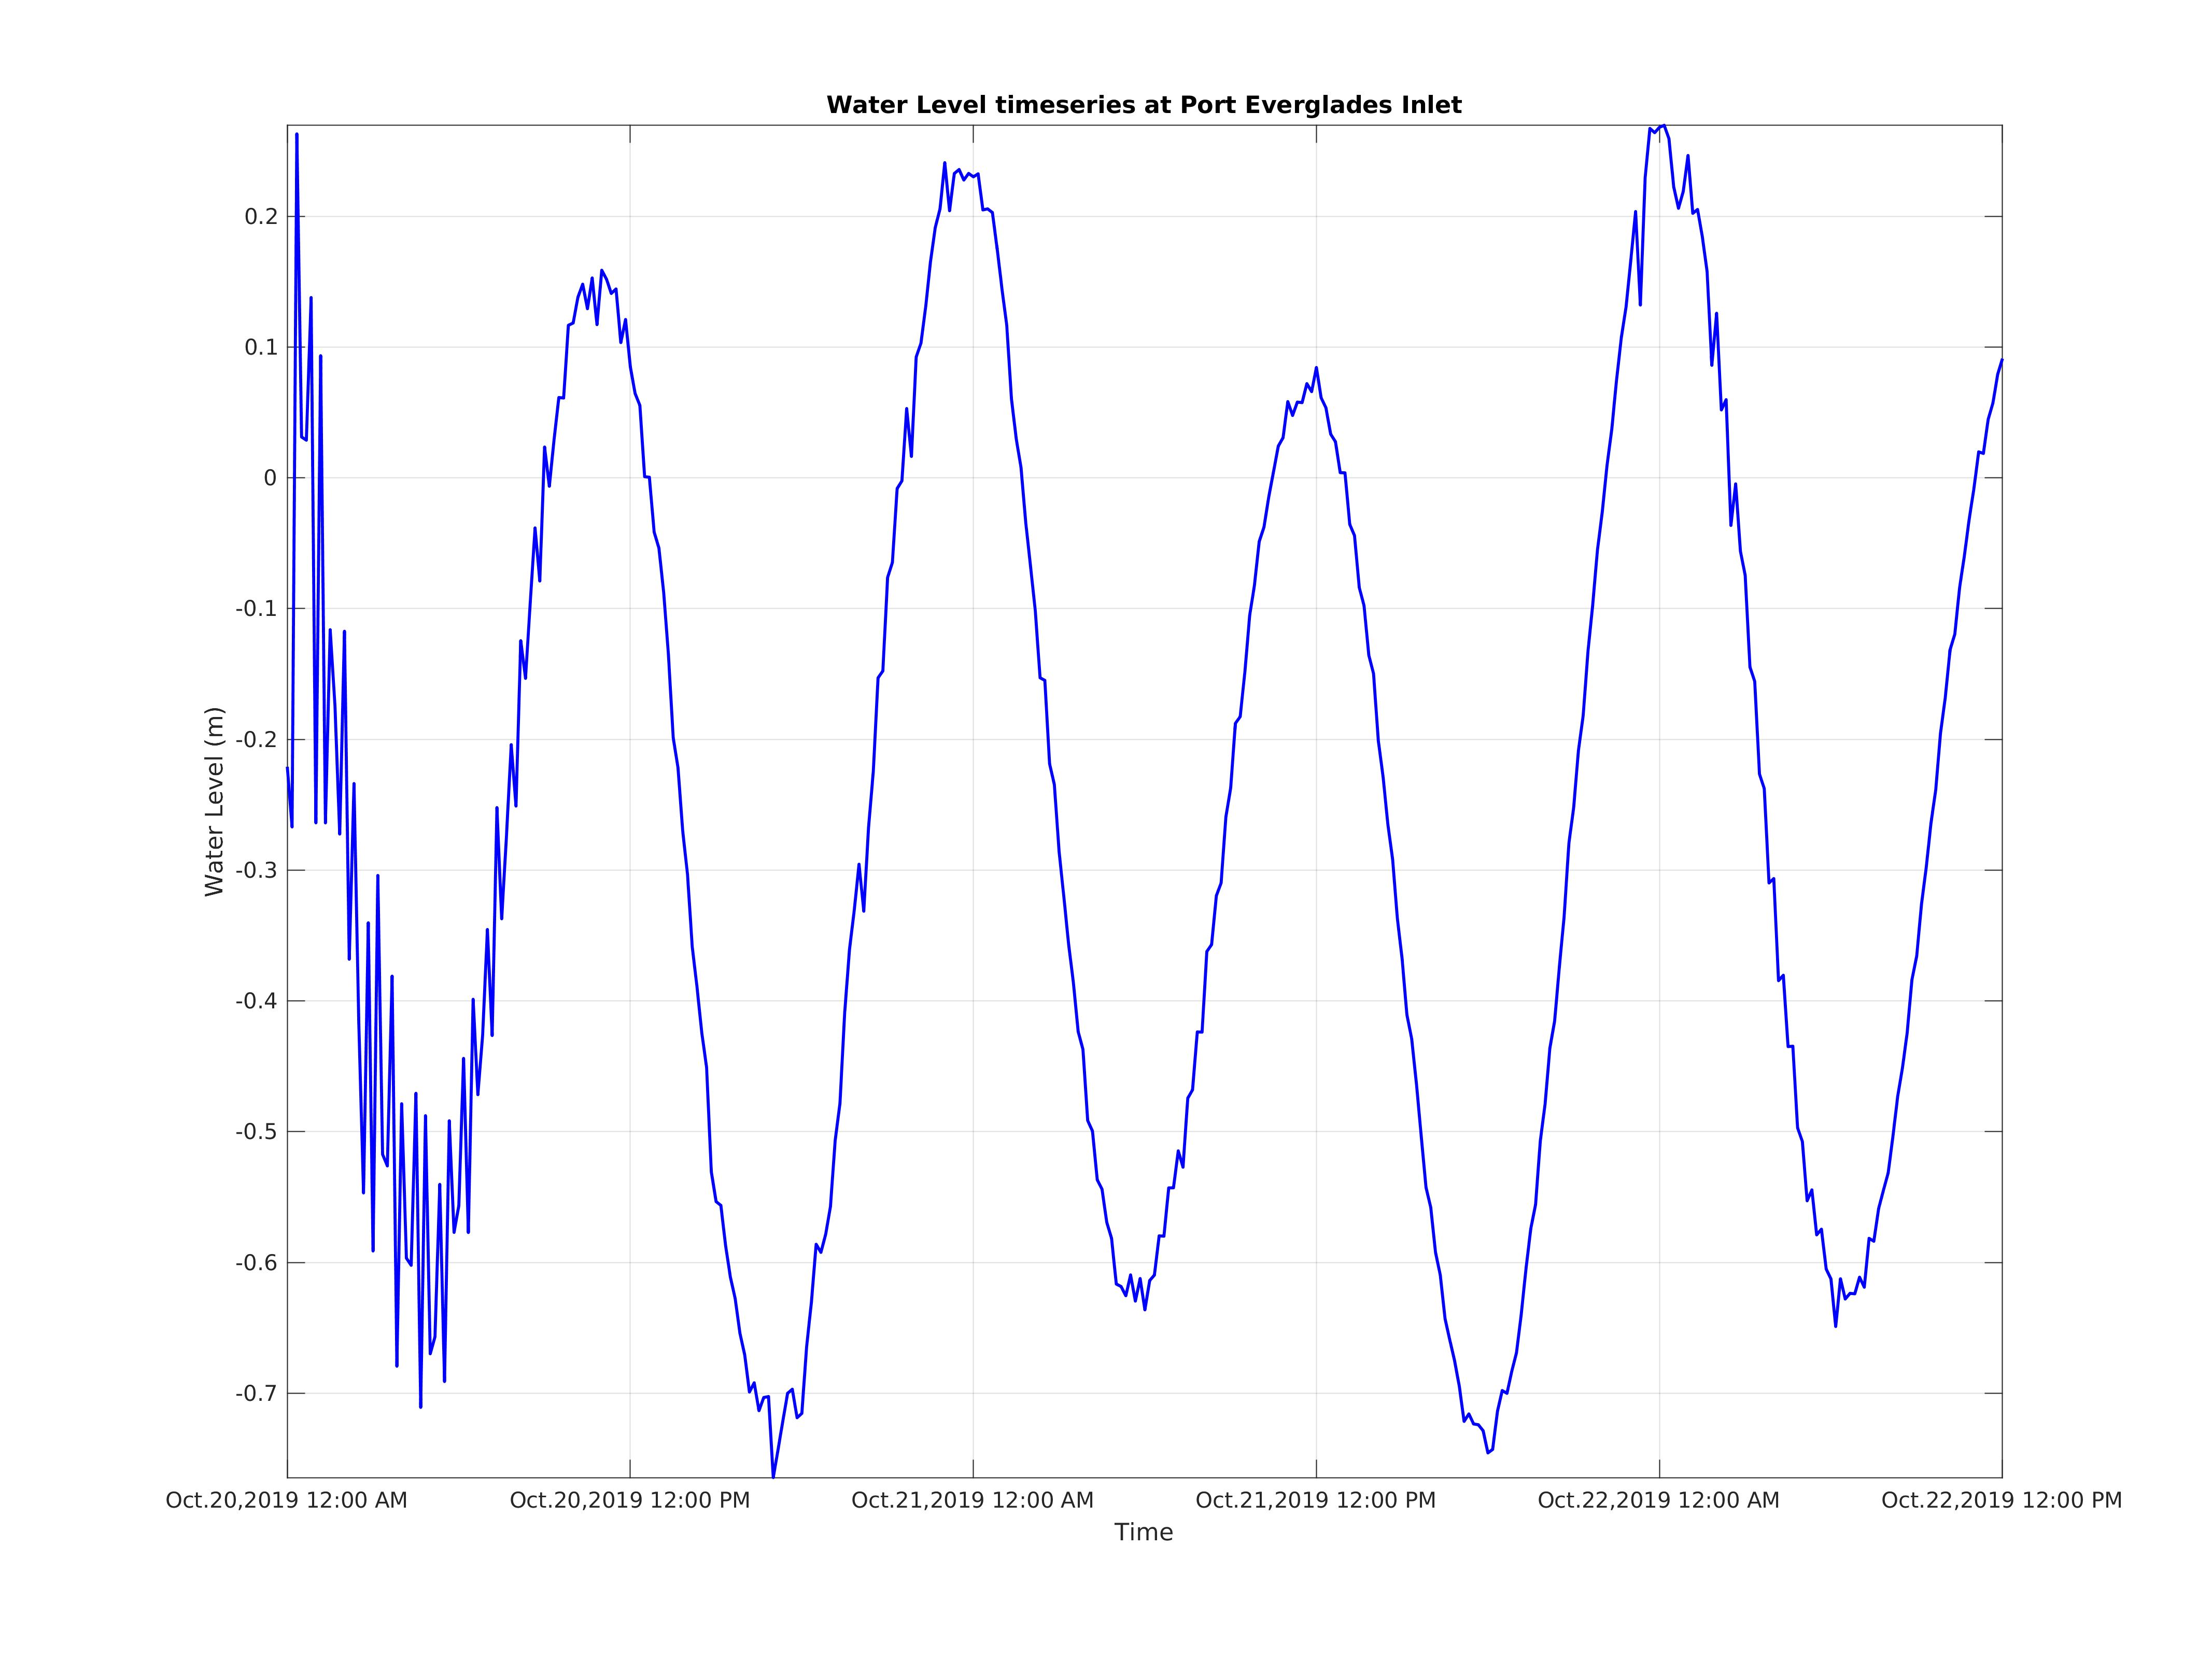 Water Level timeseries at Port Everglades Inlet
0.2
0.1
0
-0.1
-0.2
-0.3
-0.4
-0.5
-0.6
-0.7
Water Level (m)
Oct.20,2019 12:00 AM
Oct.20,2019 12:00 PM
Oct.21,2019 12:00 AM
Oct.21,2019 12:00 PM
Oct.22,2019 12:00 AM
Oct.22,2019 12:00 PM
Time